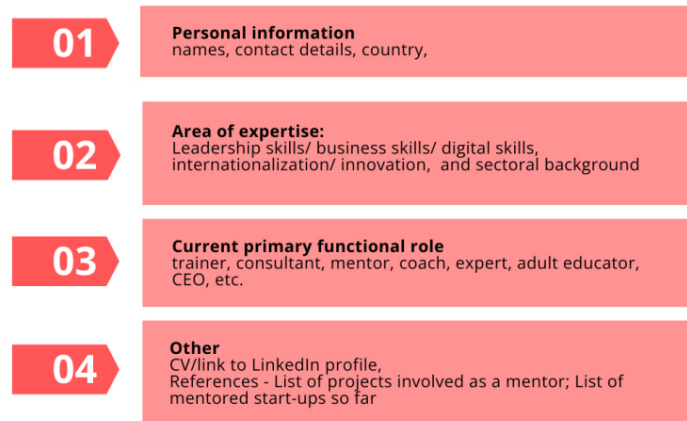 01
Personal information
names, contact details, country,
02
Area of expertise:
Leadership skills/ business skills/ digital skills,
internationalization/ innovation,  and sectoral background
03
Current primary functional role
trainer, consultant, mentor, coach, expert, adult educator,
CEO, etc.
04
Other
CV/link to LinkedIn profile,
References - List of projects involved as a mentor; List of
mentored start-ups so far